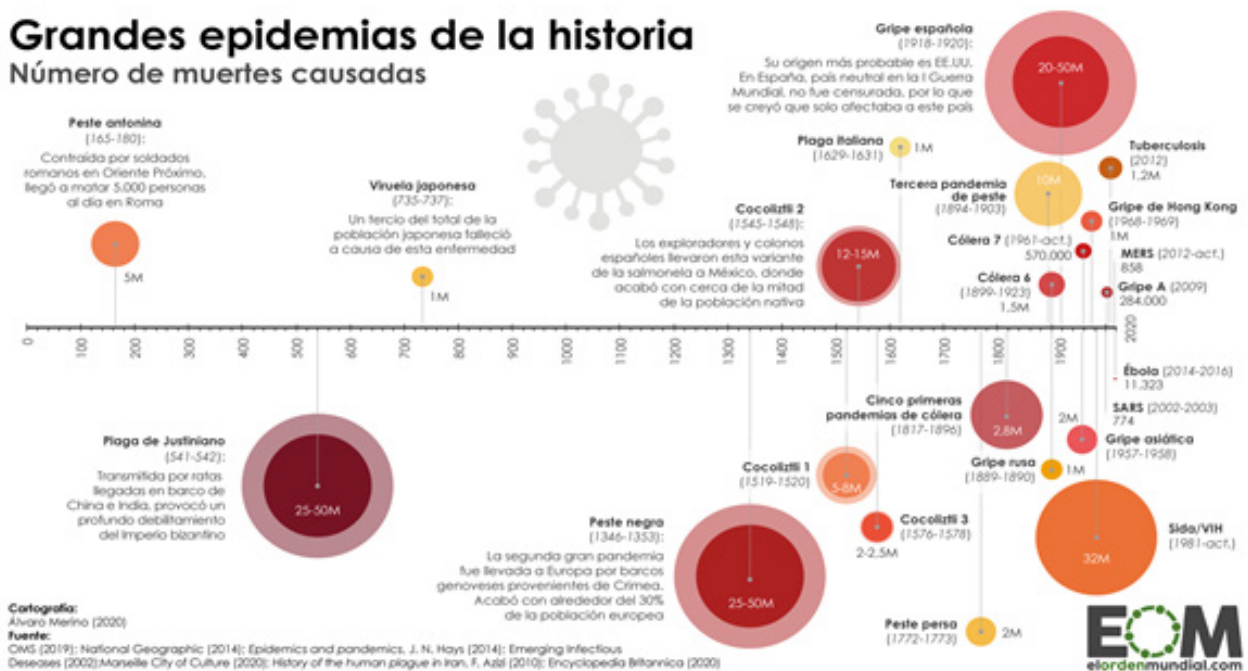 Grandes epidemias de la historia
Número de muertes causadas
Peste antonina
(165-180):
Contraída por soldados
romanos en Oriente Próximo,
llegó a matar 5.000 personas
al día en Roma
5M
Viruela japonesa
(735-737):
Un tercio del total de la
población japonesa falleció
a causa de esta enfermedad
1M
Cocoliztli 2
(1545-1548):
Los exploradores y colonos
españoles llevaron esta variante
de la salmonela a México, donde
acabó con cerca de la mitad
de la población nativa
12-15M
Gripe española
(1918-1920):
Su origen más probable es EE.UU.
En España, país neutral en la I Guerra
Mundial, no fue censurada, por lo que
se creyó que solo afectaba a este país
20-50M
Plaga italiana
(1629-1631)
1M
Tercera pandemia
de peste
(1894-1903)
10M
Cólera 7 (1961-act.)
570.000
Cólera 6
(1899-1923)
1,5M
Tuberculosis
(2012)
1,2M
Gripe de Hong Kong
(1968-1969)
1M
MERS (2012-act.)
858
Gripe A (2009)
284.000
0
100
200
300
400
500
600
700
800
900
1000
1100
1200
1300
1400
1500
1600
1700
1800
1900
2020
Plaga de Justiniano
(541-542):
Transmitida por ratas
llegadas en barco de
China e India, provocó un
profundo debilitamiento
del Imperio bizantino
25-50M
Peste negra
(1346-1353):
La segunda gran pandemia
fue llevada a Europa por barcos
genoveses provenientes de Crimea.
Acabó con alrededor del 30%
de la población europea
25-50M
Cocoliztli 1
(1519-1520)
5-8M
Cocoliztli 3
(1576-1578)
2-2,5M
Cinco primeras
pandemias de cólera
(1817-1896)
2,8M
Gripe rusa
(1889-1890)
1M
Peste persa
(1772-1773)
2M
Ébola (2014-2016)
11.323
SARS (2002-2003)
774
2M
Gripe asiática
(1957-1958)
Sida/VIH
(1981-act.)
32M
Cartografía:
Álvaro Merino (2020)
Fuente:
OMS (2019); National Geographic (2014); Epidemics and pandemics, J. N. Hays (2014); Emerging Infectious
Deseases (2002);Marseille City of Culture (2020); History of the human plague in Iran, F. Azizi (2010); Encyclopedia Britannica (2020)
EOM
elordenmundial.com